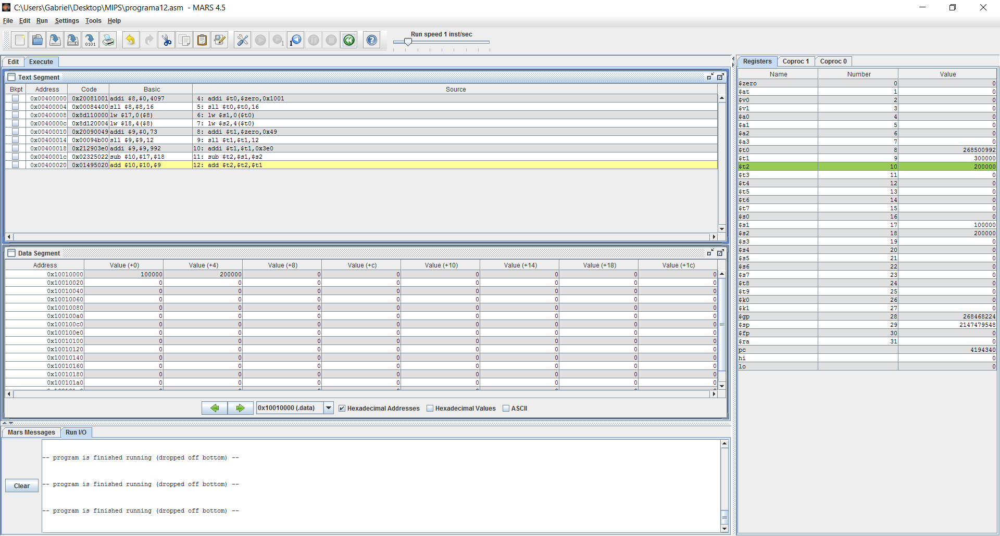 C:\Users\Gabriel\Desktop\MIPS\programa12.asm - MARS 4.5
File Edit Run Settings Tools Help
Run speed 1 inst/sec
Edit Execute
Text Segment
Bkpt Address Code Basic Source
0x00400000 0x20081001 addi $8,$0,4097 4: addi $t0,$zero,0x1001
0x00400004 0x00084400 sll $8,$8,16 5: sll $t0,$t0,16
0x00400008 0x8d110000 lw $17,0($8) 6: lw $s1,0($t0)
0x0040000c 0x8d120004 lw $18,4($8) 7: lw $s2,4($t0)
0x00400010 0x20090049 addi $9,$0,73 8: addi $t1,$zero,0x49
0x00400014 0x00094b00 sll $9,$9,12 9: sll $t1,$t1,12
0x00400018 0x212903e0 addi $9,$9,992 10: addi $t1,$t1,0x3e0
0x0040001c 0x02325022 sub $10,$17,$18 11: sub $t2,$s1,$s2
0x00400020 0x01495020 add $10,$10,$9 12: add $t2,$t2,$t1
Data Segment
Address Value (+0) Value (+4) Value (+8) Value (+c) Value (+10) Value (+14) Value (+18) Value (+1c)
0x10010000 100000 200000 0 0 0 0 0 0
0x10010020 0 0 0 0 0 0 0 0
0x10010040 0 0 0 0 0 0 0 0
0x10010060 0 0 0 0 0 0 0 0
0x10010080 0 0 0 0 0 0 0 0
0x100100a0 0 0 0 0 0 0 0 0
0x100100c0 0 0 0 0 0 0 0 0
0x100100e0 0 0 0 0 0 0 0 0
0x10010100 0 0 0 0 0 0 0 0
0x10010120 0 0 0 0 0 0 0 0
0x10010140 0 0 0 0 0 0 0 0
0x10010160 0 0 0 0 0 0 0 0
0x10010180 0 0 0 0 0 0 0 0
0x100101a0 0 0 0 0 0 0 0 0
0x10010000 (.data) Hexadecimal Addresses Hexadecimal Values ASCII
Mars Messages Run I/O
Clear
-- program is finished running (dropped off bottom) --
-- program is finished running (dropped off bottom) --
-- program is finished running (dropped off bottom) --
Registers Coproc 1 Coproc 0
Name Number Value
$zero 0 0
$at 1 0
$v0 2 0
$v1 3 0
$a0 4 0
$a1 5 0
$a2 6 0
$a3 7 0
$t0 8 268500992
$t1 9 300000
$t2 10 200000
$t3 11 0
$t4 12 0
$t5 13 0
$t6 14 0
$t7 15 0
$s0 16 0
$s1 17 100000
$s2 18 200000
$s3 19 0
$s4 20 0
$s5 21 0
$s6 22 0
$s7 23 0
$t8 24 0
$t9 25 0
$k0 26 0
$k1 27 0
$gp 28 268468224
$sp 29 2147479548
$fp 30 0
$ra 31 0
pc 4194340
hi 0
lo 0